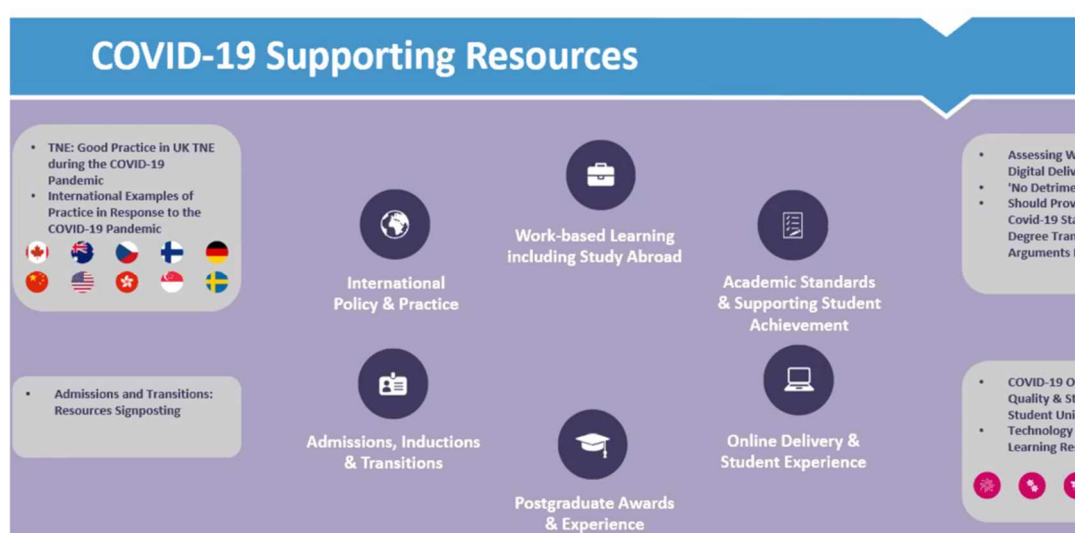 COVID-19 Supporting Resources
• TNE: Good Practice in UK TNE
during the COVID-19
Pandemic
• International Examples of
Practice in Response to the
COVID-19 Pandemic
International
Policy & Practice
Work-based Learning
including Study Abroad
Academic Standards
& Supporting Student
Achievement
• Assessing W
Digital Deliv
• 'No Detrime
• Should Prov
Covid-19 Sta
Degree Tran
Arguments
• Admissions and Transitions:
Resources Signposting
Admissions, Inductions
& Transitions
Postgraduate Awards
& Experience
Online Delivery &
Student Experience
• COVID-19 O
Quality & St
Student Uni
• Technology
Learning Re